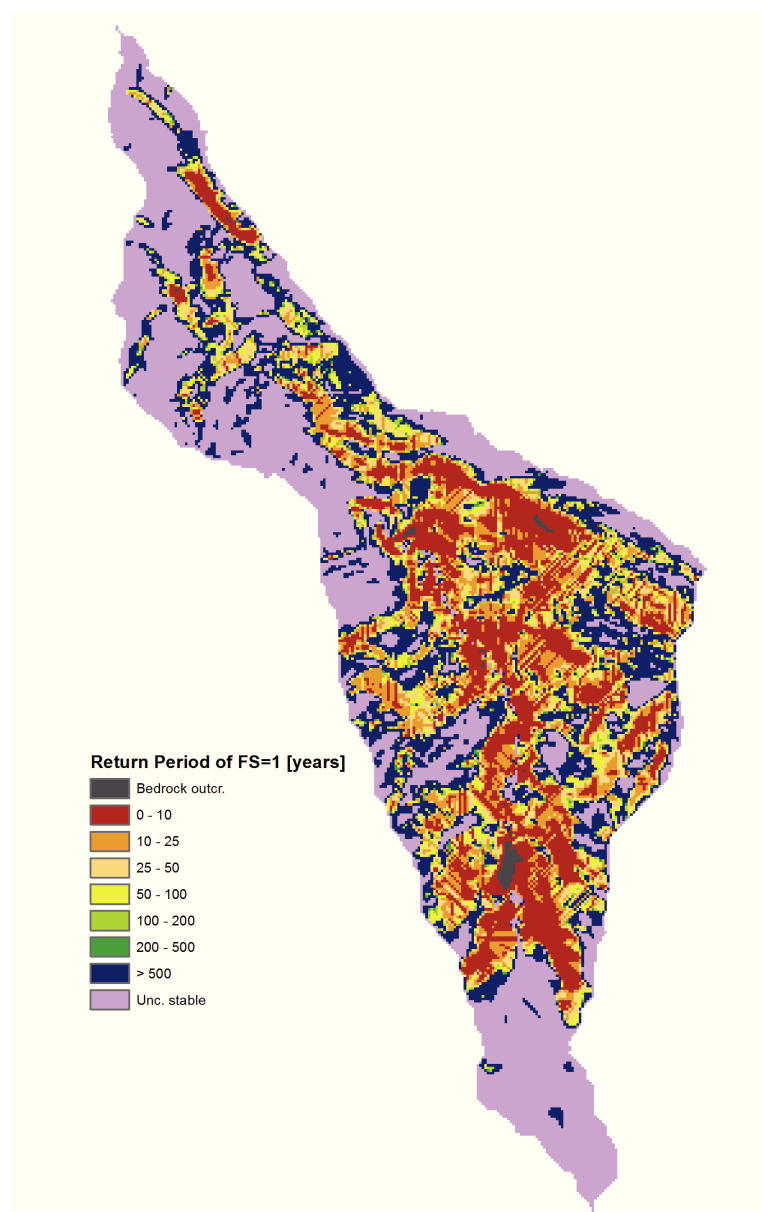 Return Period of FS=1 [years]
Bedrock outcr.
0 - 10
10 - 25
25 - 50
50 - 100
100 - 200
200 - 500
> 500
Unc. stable